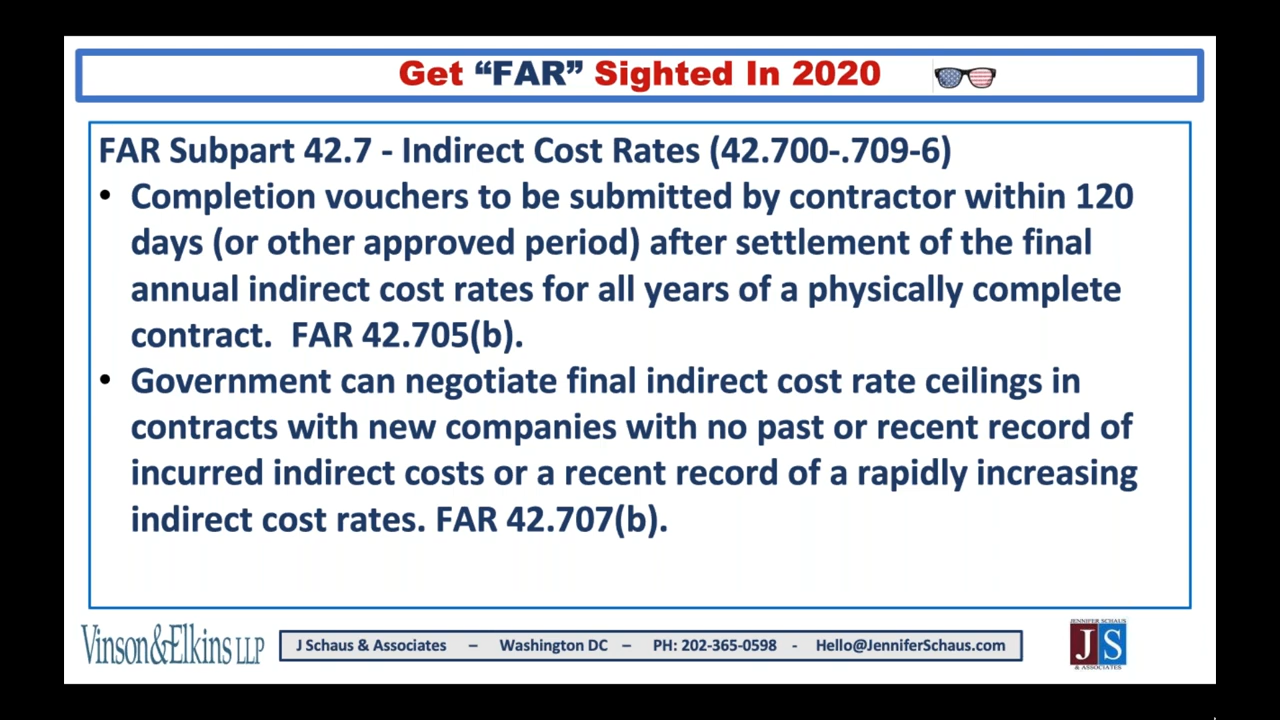 Get “FAR” Sighted In 2020
FAR Subpart 42.7 - Indirect Cost Rates (42.700-.709-6)
• Completion vouchers to be submitted by contractor within 120
days (or other approved period) after settlement of the final
annual indirect cost rates for all years of a physically complete
contract.  FAR 42.705(b).
• Government can negotiate final indirect cost rate ceilings in
contracts with new companies with no past or recent record of
incurred indirect costs or a recent record of a rapidly increasing
indirect cost rates. FAR 42.707(b).
Vinson&Elkins LLP
J Schaus & Associates – Washington DC – PH: 202-365-0598 - Hello@JenniferSchaus.com
JENNIFER SCHAUS
J S
& ASSOCIATES